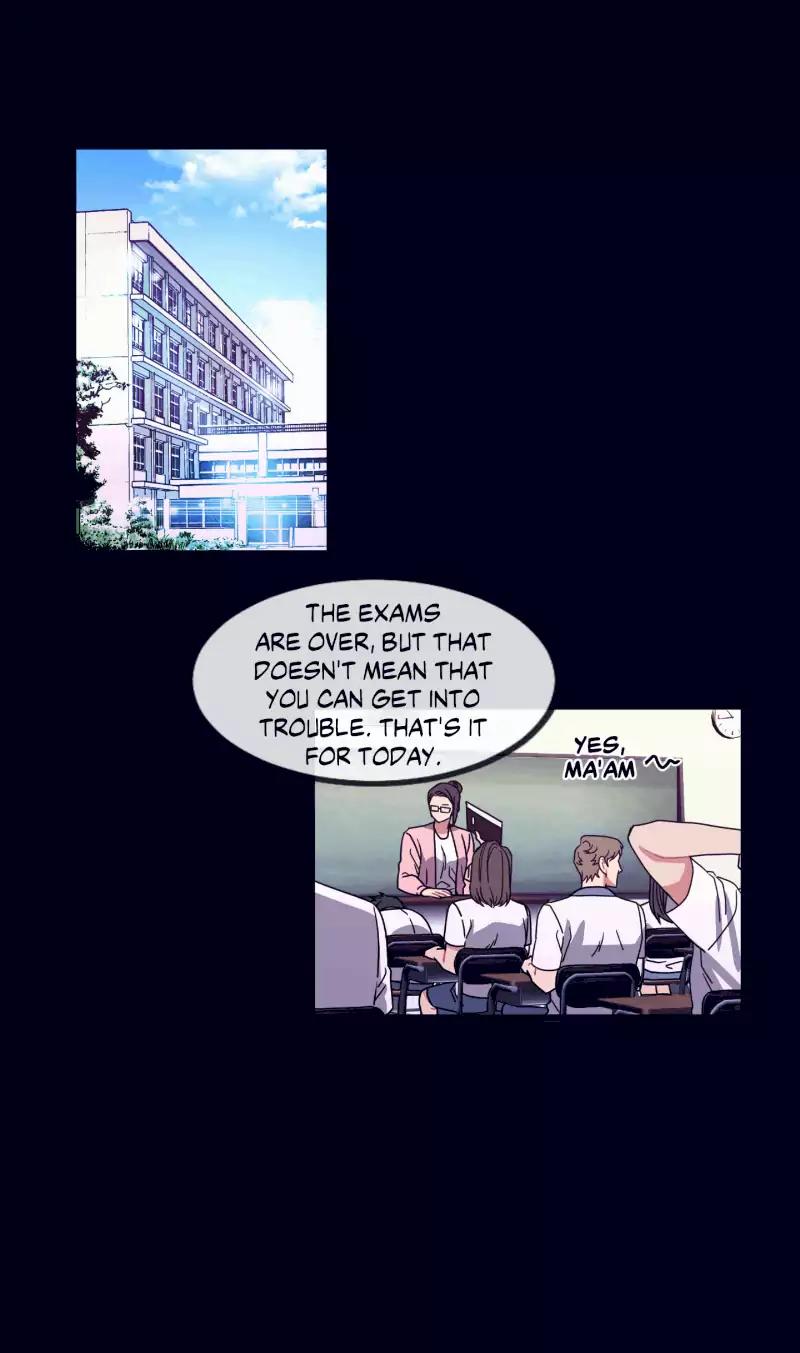 THE EXAMS
ARE OVER, BUT THAT
DOESN'T MEAN THAT
YOU CAN GET INTO
TROUBLE. THAT'S IT
FOR TODAY.
YES,
MA'AM